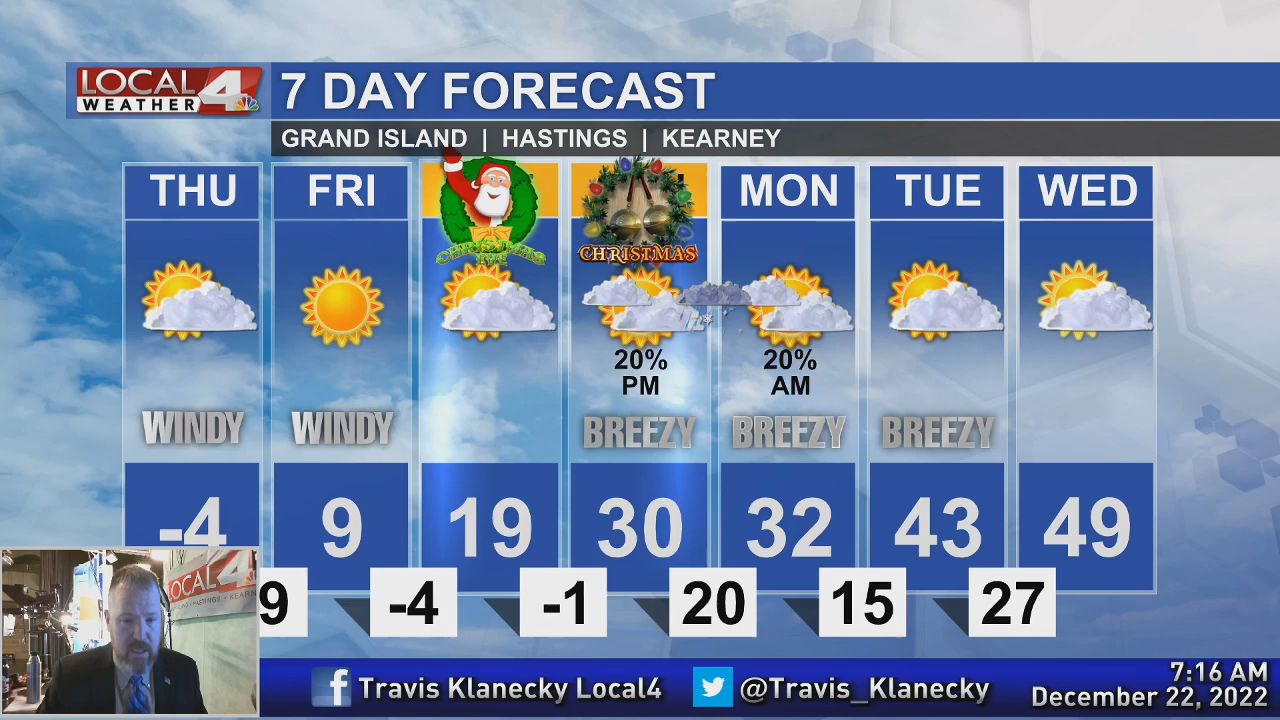 LOCAL 4
WEATHER
7 DAY FORECAST
GRAND ISLAND | HASTINGS | KEARNEY
THU FRI MON TUE WED
CHRISTMAS EVE CHRISTMAS
20% 20%
PM AM
WINDY WINDY BREEZY BREEZY BREEZY
-4 9 19 30 32 43 49
9 -4 -1 20 15 27
LOCAL 4
Travis Klanecky Local4 @Travis_Klanecky
7:16 AM
December 22, 2022